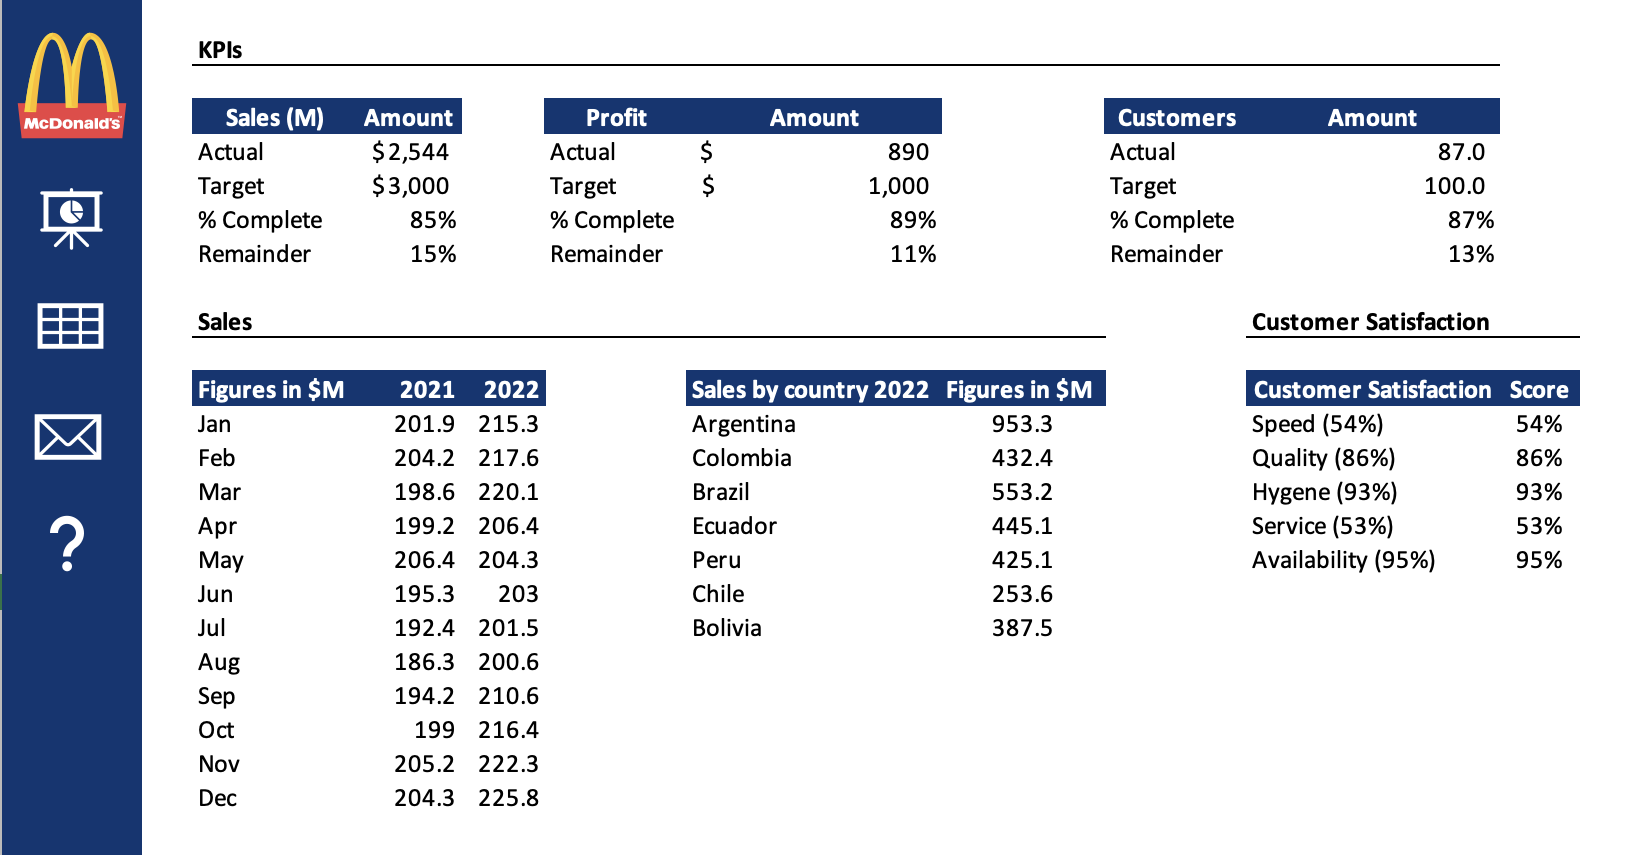 McDonald's
KPIs
Sales (M) Amount
Actual $2,544
Target $3,000
% Complete 85%
Remainder 15%
Profit Amount
Actual $ 890
Target $ 1,000
% Complete 89%
Remainder 11%
Customers Amount
Actual 87.0
Target 100.0
% Complete 87%
Remainder 13%
Sales
Figures in $M 2021 2022
Jan 201.9 215.3
Feb 204.2 217.6
Mar 198.6 220.1
Apr 199.2 206.4
May 206.4 204.3
Jun 195.3 203
Jul 192.4 201.5
Aug 186.3 200.6
Sep 194.2 210.6
Oct 199 216.4
Nov 205.2 222.3
Dec 204.3 225.8
Sales by country 2022 Figures in $M
Argentina 953.3
Colombia 432.4
Brazil 553.2
Ecuador 445.1
Peru 425.1
Chile 253.6
Bolivia 387.5
Customer Satisfaction
Customer Satisfaction Score
Speed (54%) 54%
Quality (86%) 86%
Hygene (93%) 93%
Service (53%) 53%
Availability (95%) 95%
?